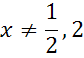 x ≠ 1/2, 2